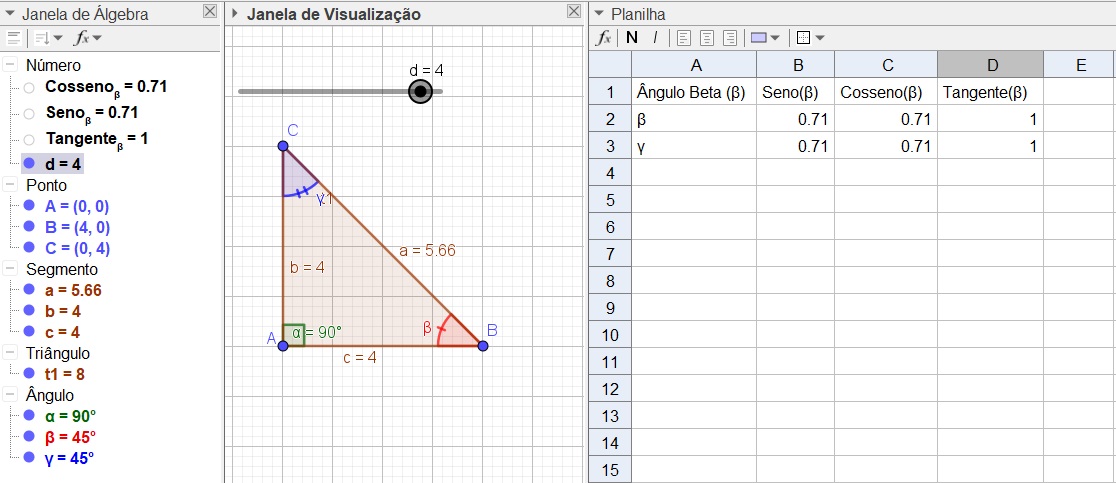 Janela de Álgebra
fx
Número
Cosseno β = 0.71
Seno β = 0.71
Tangente β = 1
d = 4
Ponto
A = (0, 0)
B = (4, 0)
C = (0, 4)
Segmento
a = 5.66
b = 4
c = 4
Triângulo
t1 = 8
Ângulo
α = 90°
β = 45°
γ = 45°
Janela de Visualização
d = 4
C
γ
a = 5.66
b = 4
A
α = 90°
β
B
c = 4
Planilha
fx N I
A B C D E
1 Ângulo Beta (β) Seno(β) Cosseno(β) Tangente(β)
2 β 0.71 0.71 1
3 γ 0.71 0.71 1
4
5
6
7
8
9
10
11
12
13
14
15